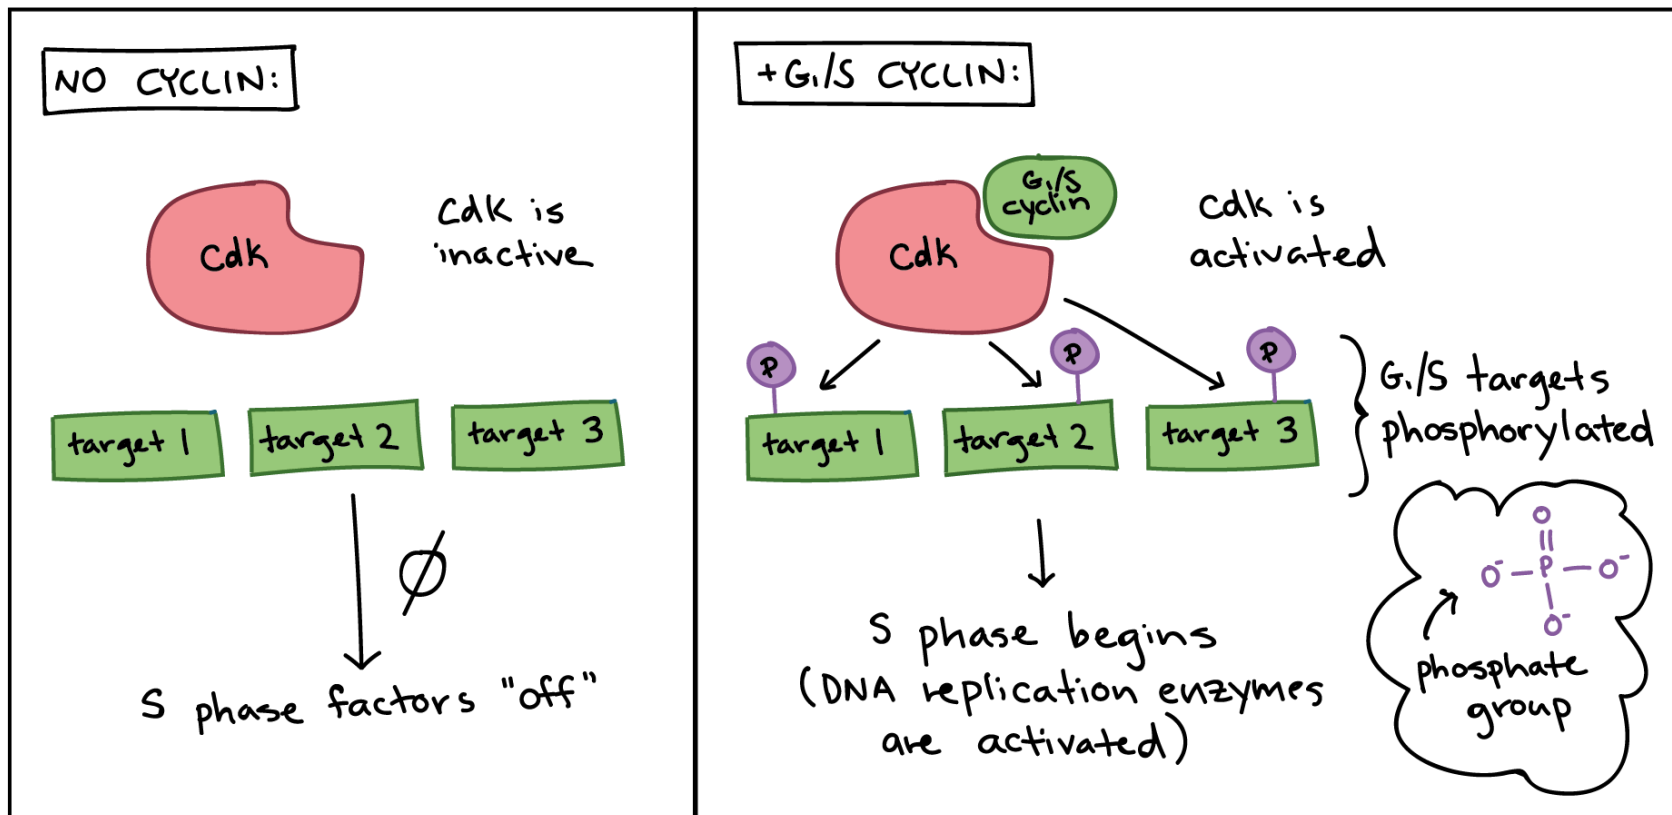 NO CYCLIN:
Cdk
Cdk is
inactive
target 1
target 2
target 3
Ø
S phase factors "off"
+G1/S CYCLIN:
G1/S
cyclin
Cdk
Cdk is
activated
P
P
P
target 1
target 2
target 3
G1/S targets
phosphorylated
S phase begins
(DNA replication enzymes
are activated)
O
O⁻ P O⁻
O⁻
phosphate
group